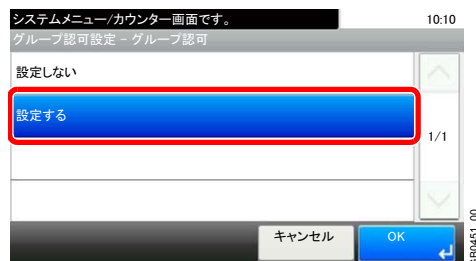 システムメニュー/カウンター画面です。 10:10
グループ認可設定 - グループ認可
設定しない
設定する
1/1
キャンセル OK